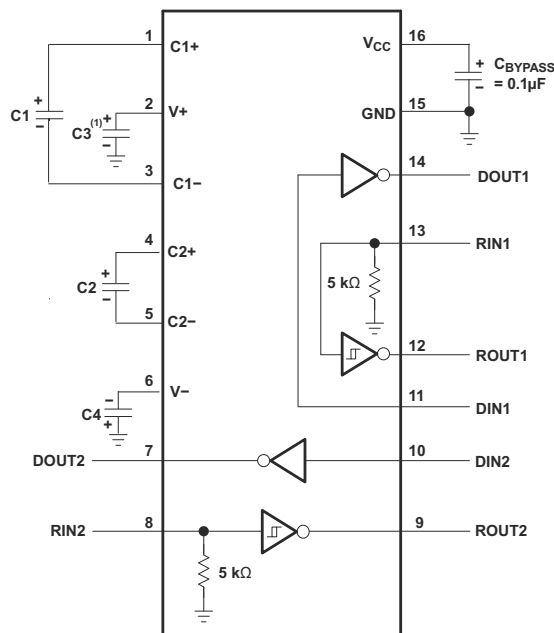 1
C1+
VCC
16
+
CBYPASS
= 0.1µF
-
C1
+
-
2
V+
C3(1)
+
-
GND
15
3
C1−
14
DOUT1
4
C2+
13
RIN1
C2
+
-
5 kΩ
5
C2−
12
ROUT1
6
V−
C4
-
+
11
DIN1
DOUT2
7
10
DIN2
RIN2
8
9
ROUT2
5 kΩ